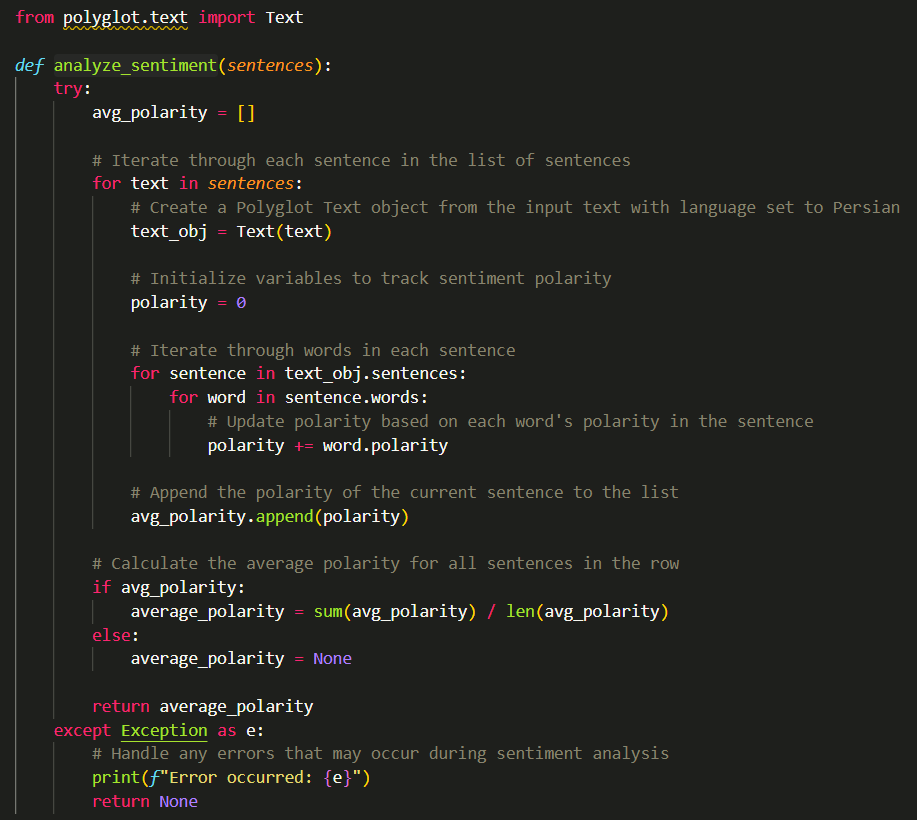 from polyglot.text import Text
def analyze_sentiment(sentences):
try:
avg_polarity = []
# Iterate through each sentence in the list of sentences
for text in sentences:
# Create a Polyglot Text object from the input text with language set to Persian
text_obj = Text(text)
# Initialize variables to track sentiment polarity
polarity = 0
# Iterate through words in each sentence
for sentence in text_obj.sentences:
for word in sentence.words:
# Update polarity based on each word's polarity in the sentence
polarity += word.polarity
# Append the polarity of the current sentence to the list
avg_polarity.append(polarity)
# Calculate the average polarity for all sentences in the row
if avg_polarity:
average_polarity = sum(avg_polarity) / len(avg_polarity)
else:
average_polarity = None
return average_polarity
except Exception as e:
# Handle any errors that may occur during sentiment analysis
print(f"Error occurred: {e}")
return None